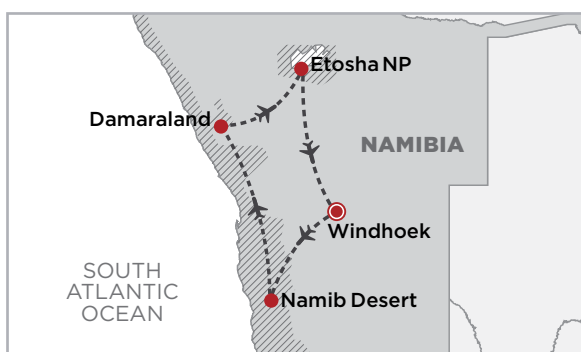 Etosha NP
Damaraland
NAMIBIA
Windhoek
SOUTH
ATLANTIC
OCEAN
Namib Desert